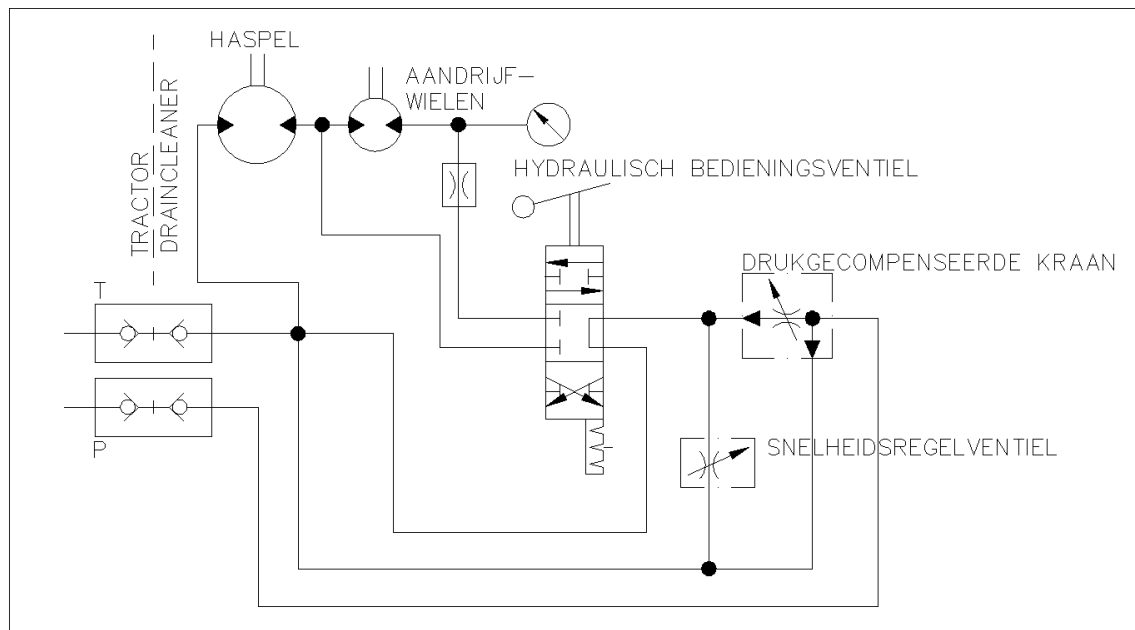 HASPEL
AANDRIJF-
WIELEN
TRACTOR
DRAINCLEANER
HYDRAULISCH BEDIENINGSVENTIEL
DRUKGECOMPENSEERDE KRAAN
T
P
SNELHEIDSREGELVENTIEL